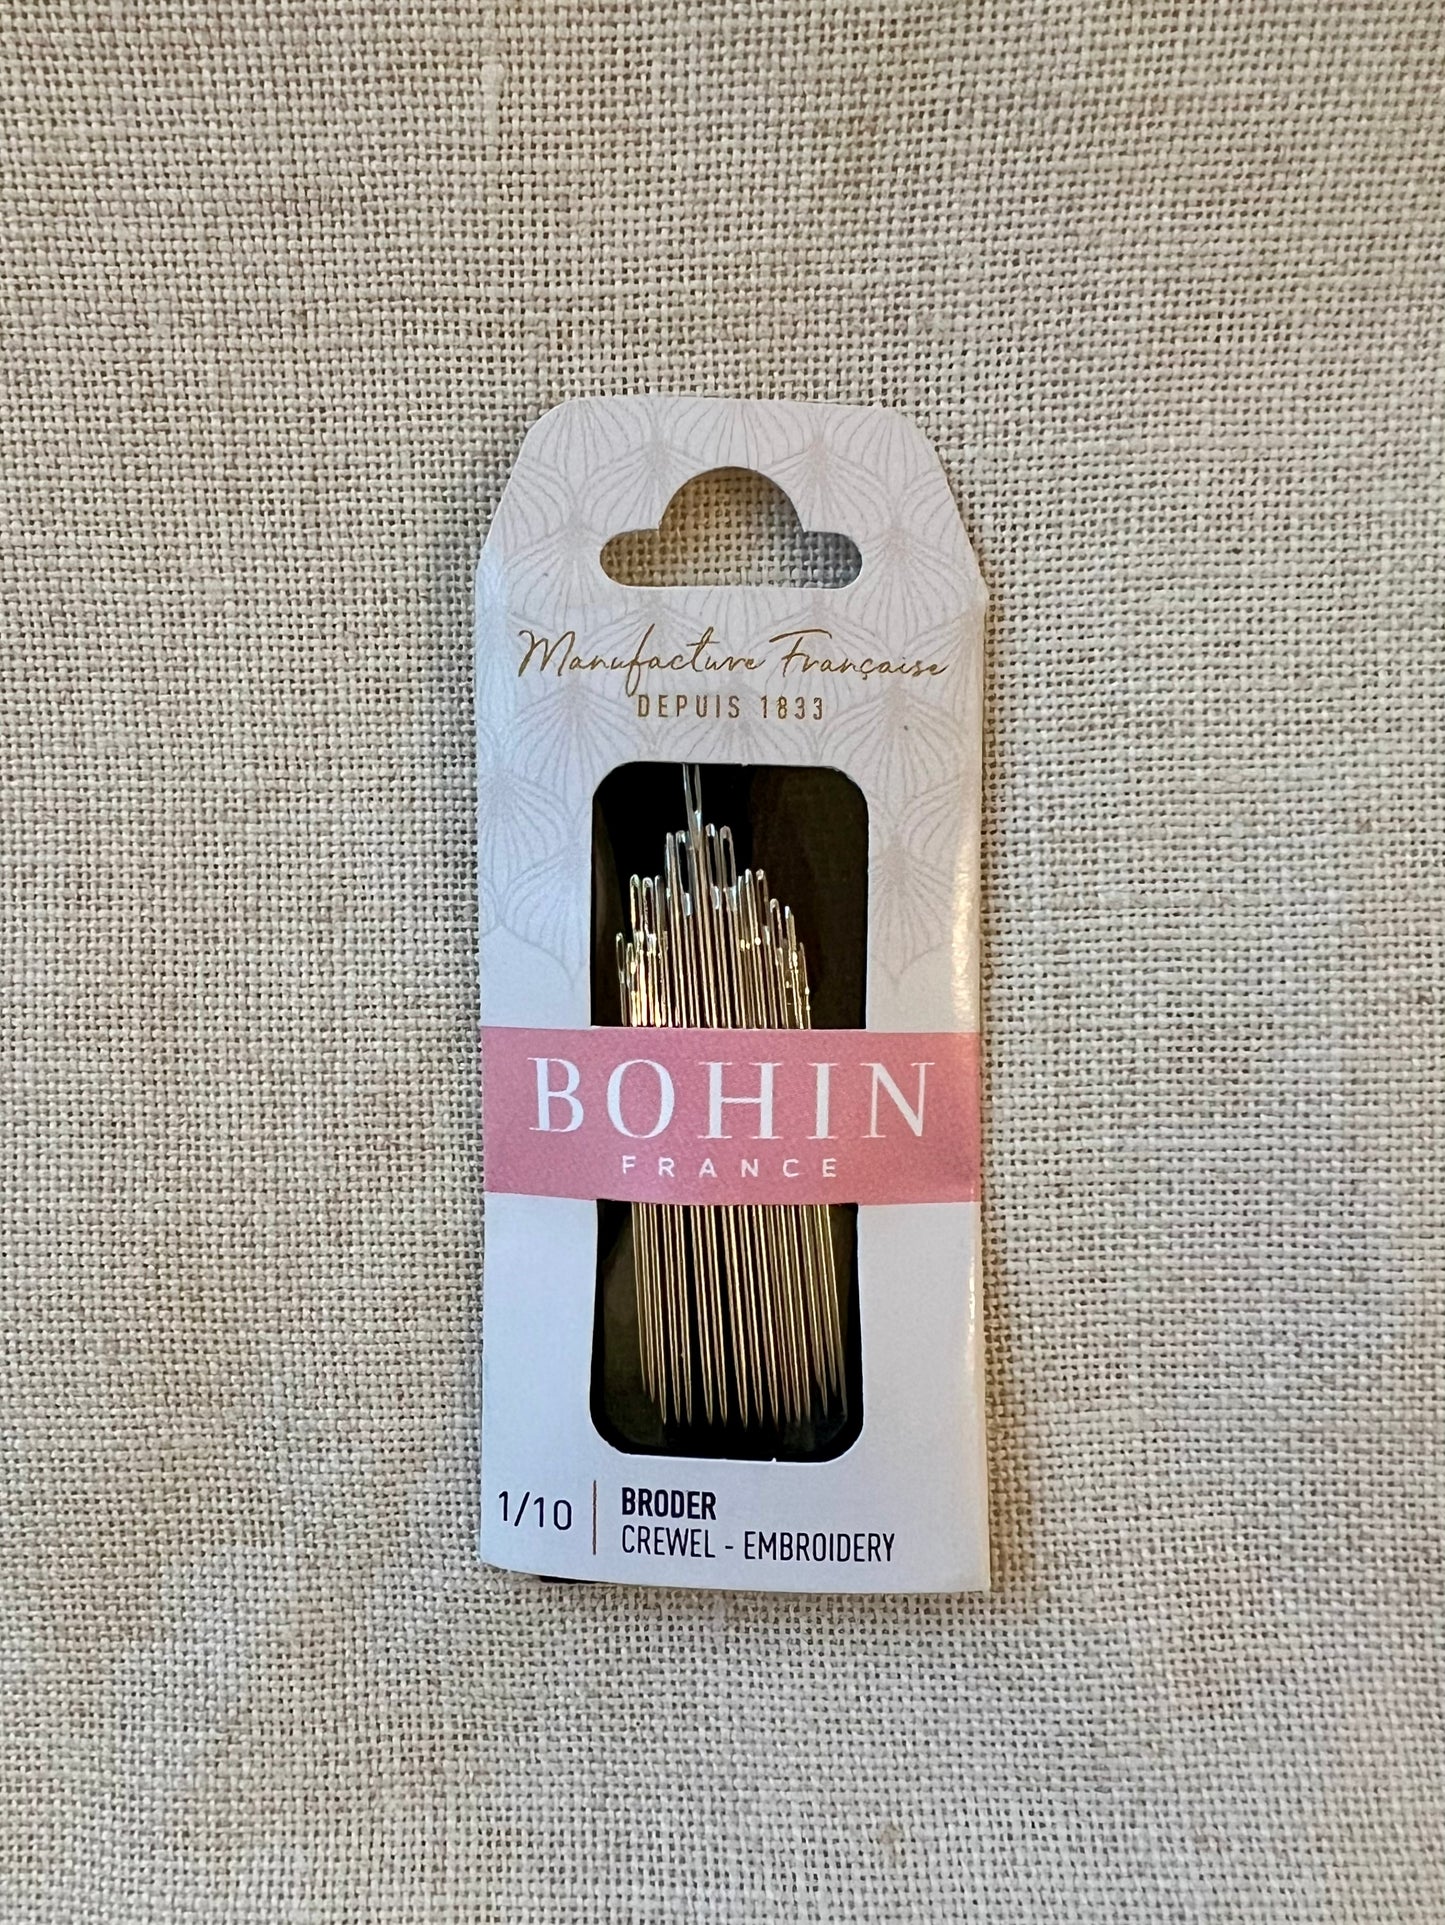 Manufacture Française
DEPUIS 1833
BOHIN
FRANCE
1/10
BRODER
CREWEL - EMBROIDERY